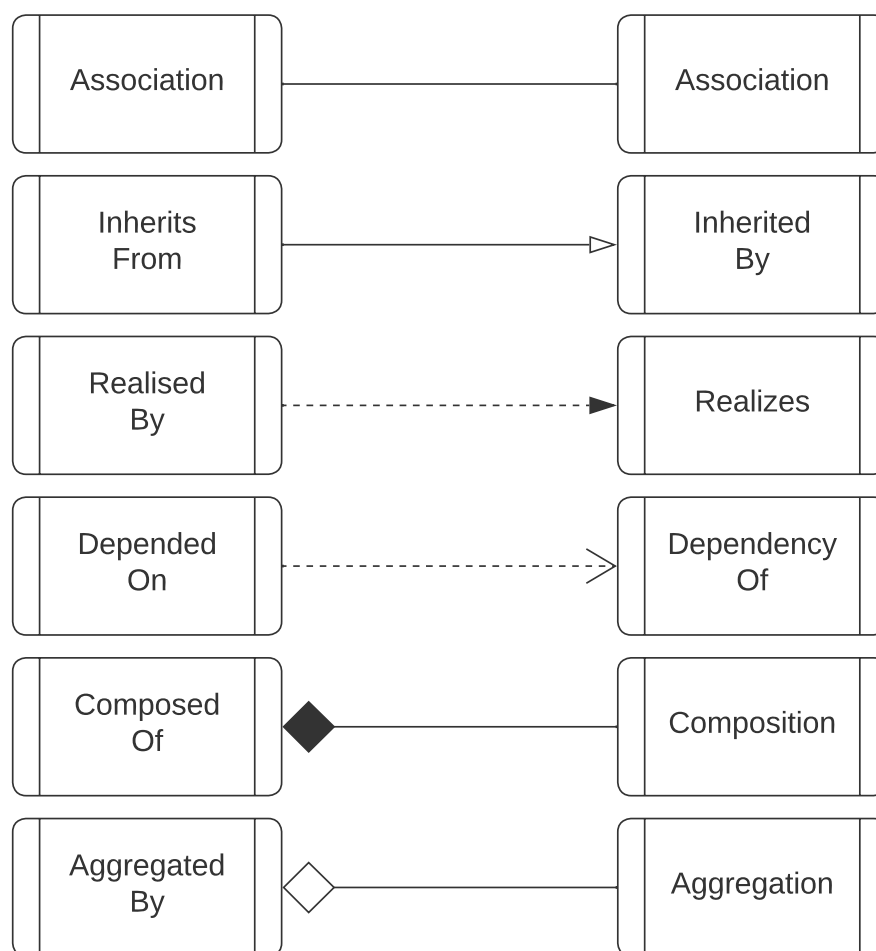 Association
Association
Inherits
From
Inherited
By
Realised
By
Realizes
Depended
On
Dependency
Of
Composed
Of
Composition
Aggregated
By
Aggregation